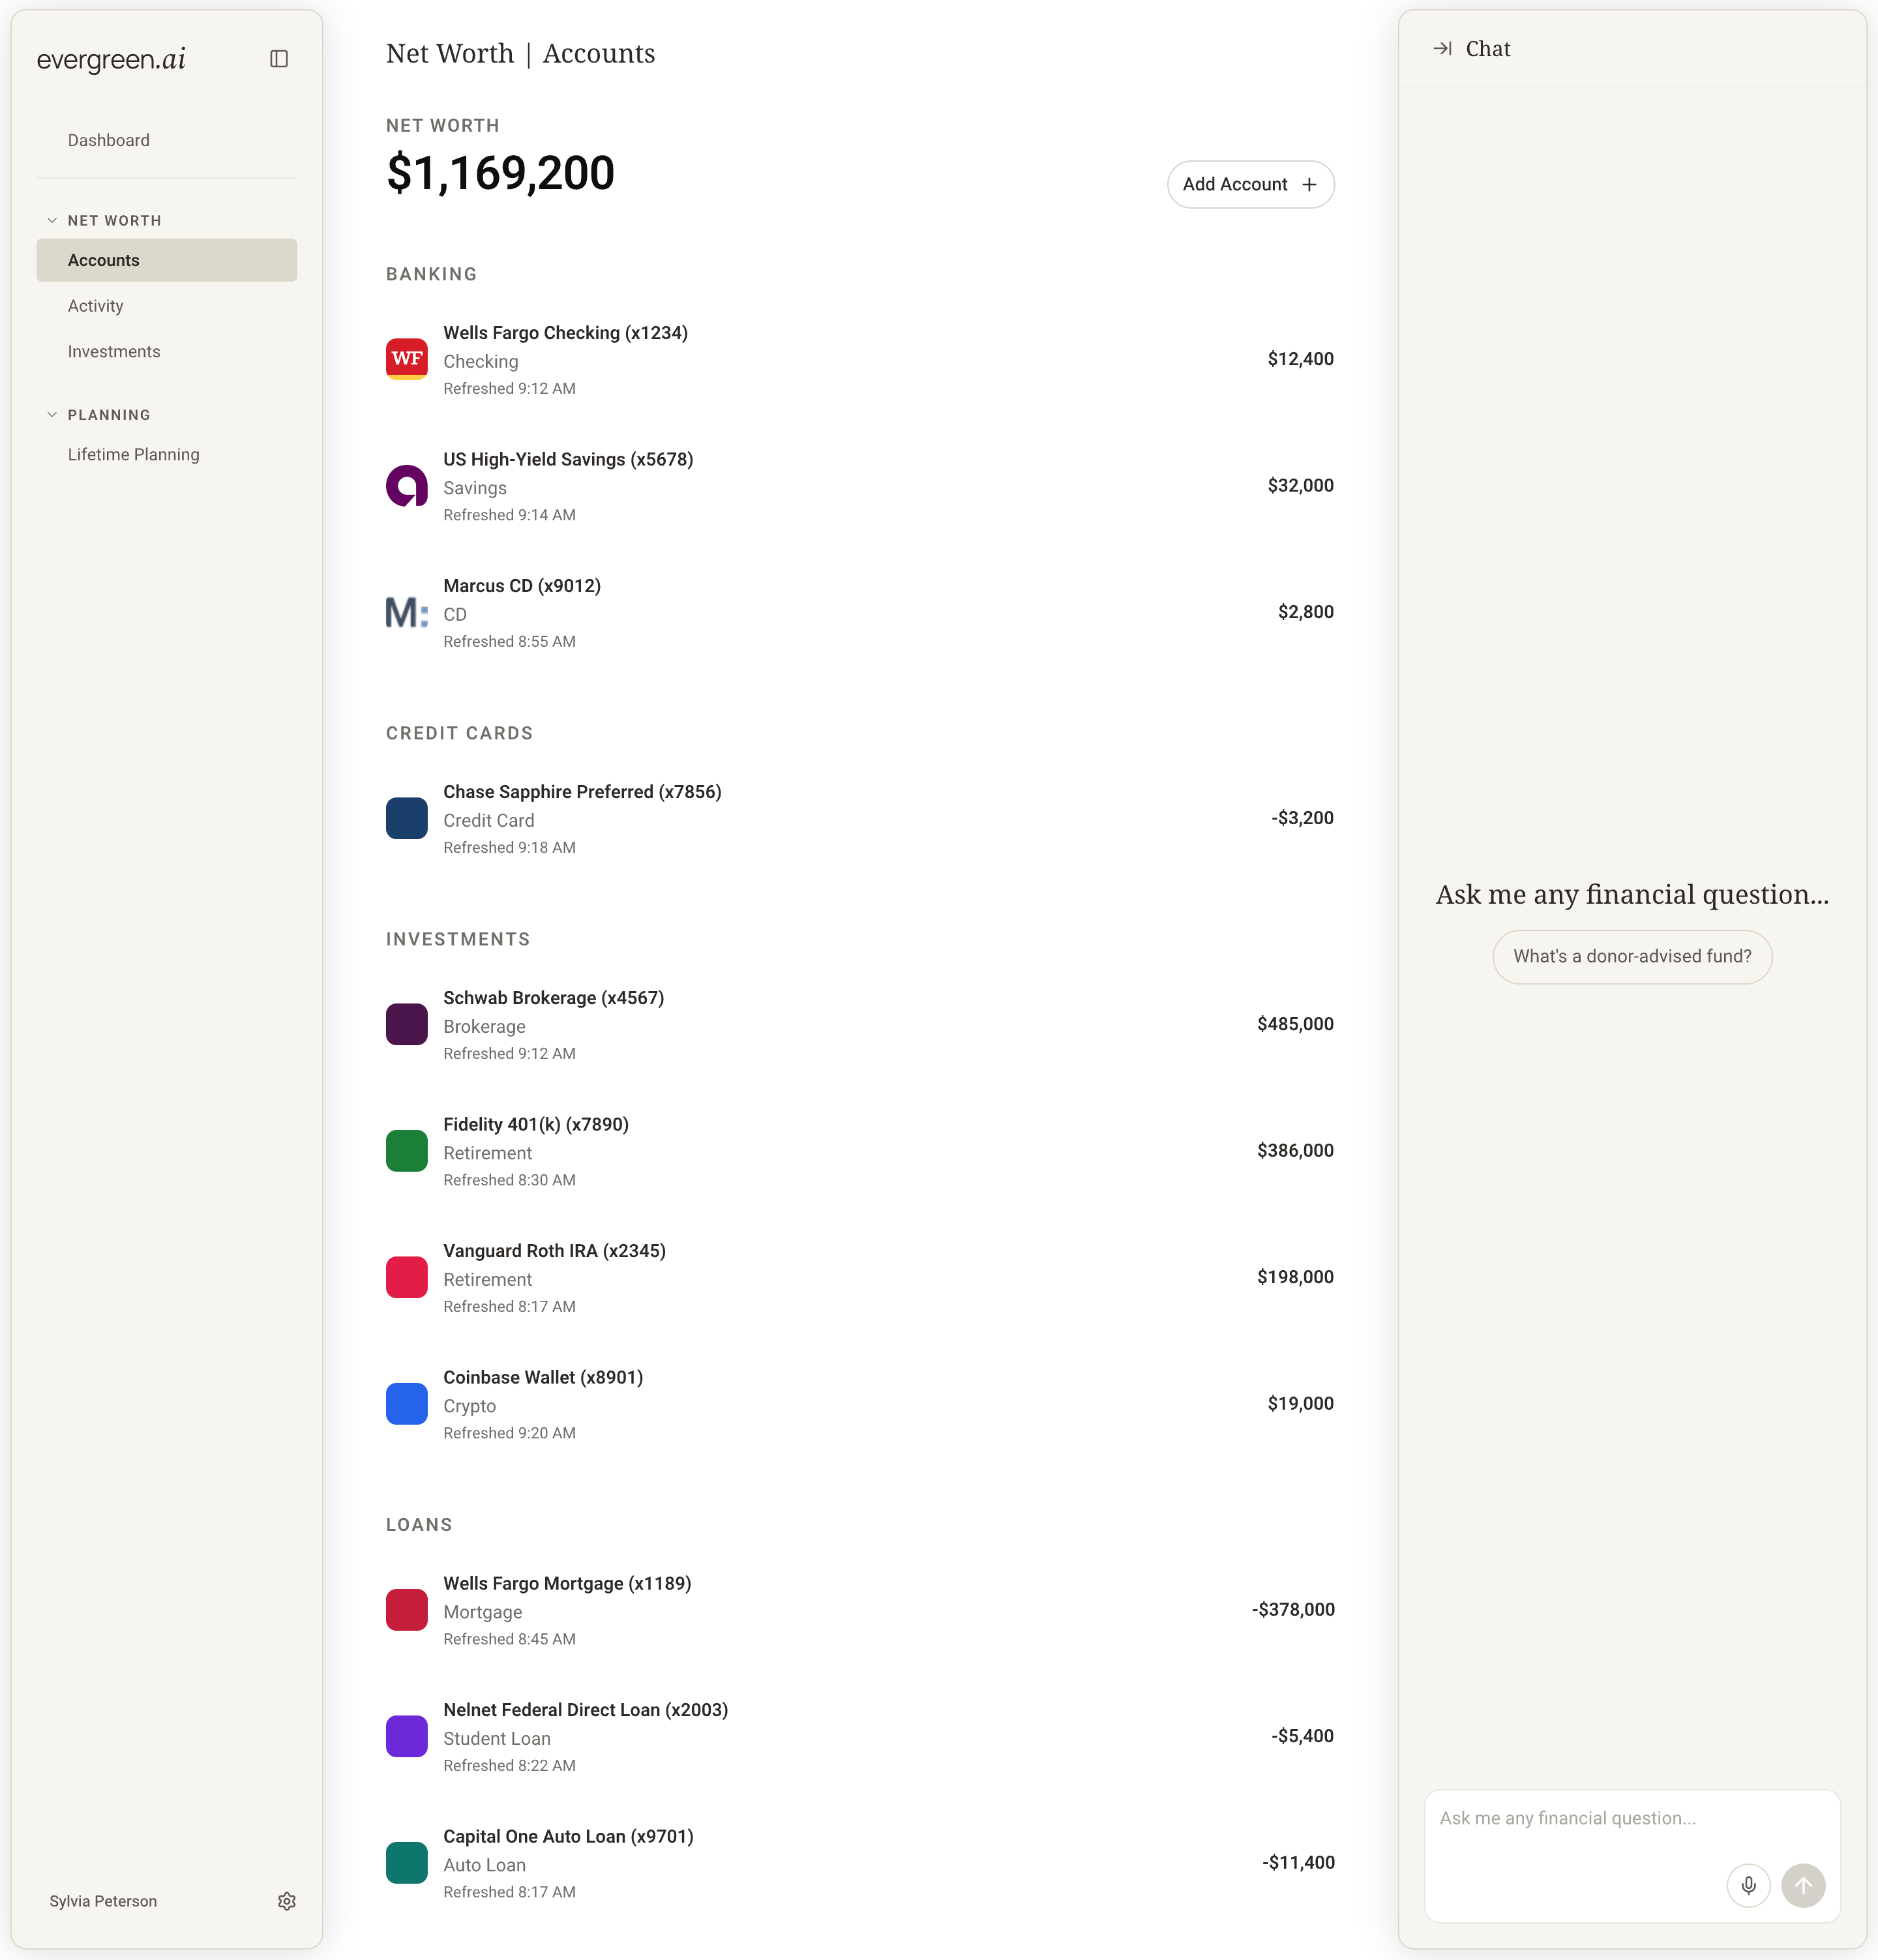 evergreen.ai
Dashboard
NET WORTH
Accounts
Activity
Investments
PLANNING
Lifetime Planning
Sylvia Peterson
Net Worth | Accounts
NET WORTH
$1,169,200
Add Account +
BANKING
WF
Wells Fargo Checking (x1234)
Checking
Refreshed 9:12 AM
$12,400
US High-Yield Savings (x5678)
Savings
Refreshed 9:14 AM
$32,000
M:
Marcus CD (x9012)
CD
Refreshed 8:55 AM
$2,800
CREDIT CARDS
Chase Sapphire Preferred (x7856)
Credit Card
Refreshed 9:18 AM
-$3,200
INVESTMENTS
Schwab Brokerage (x4567)
Brokerage
Refreshed 9:12 AM
$485,000
Fidelity 401(k) (x7890)
Retirement
Refreshed 8:30 AM
$386,000
Vanguard Roth IRA (x2345)
Retirement
Refreshed 8:17 AM
$198,000
Coinbase Wallet (x8901)
Crypto
Refreshed 9:20 AM
$19,000
LOANS
Wells Fargo Mortgage (x1189)
Mortgage
Refreshed 8:45 AM
-$378,000
Nelnet Federal Direct Loan (x2003)
Student Loan
Refreshed 8:22 AM
-$5,400
Capital One Auto Loan (x9701)
Auto Loan
Refreshed 8:17 AM
-$11,400
Chat
Ask me any financial question...
What's a donor-advised fund?
Ask me any financial question...